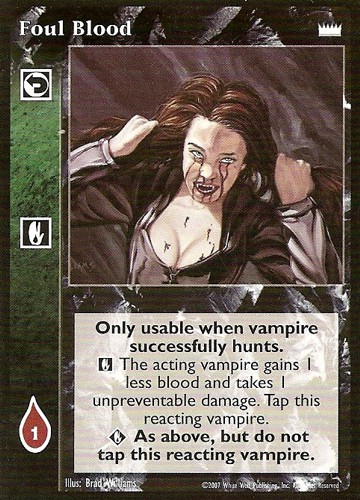 Foul Blood
Only usable when vampire
successfully hunts.
The acting vampire gains 1
less blood and takes 1
unpreventable damage. Tap this
reacting vampire.
As above, but do not
tap this reacting vampire.
1
Illus: Brad Williams
©2007 White Wolf Publishing, Inc. All Rights Reserved